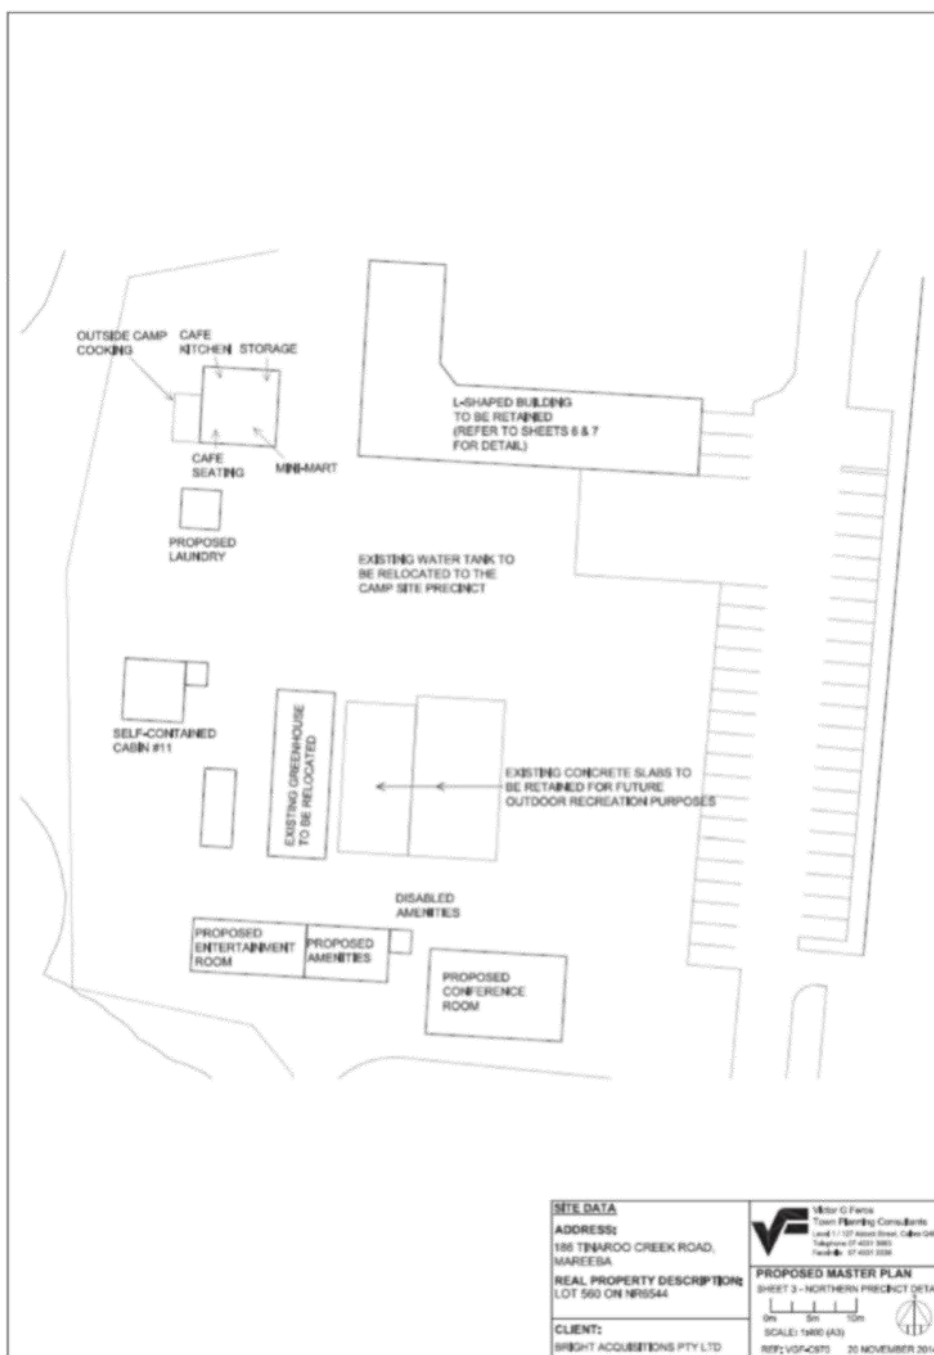 OUTSIDE CAMP
COOKING
CAFE
KITCHEN
STORAGE
CAFE
SEATING
MINI-MART
L-SHAPED BUILDING
TO BE RETAINED
(REFER TO SHEETS 6 & 7
FOR DETAIL)
PROPOSED
LAUNDRY
EXISTING WATER TANK TO
BE RELOCATED TO THE
CAMP SITE PRECINCT
SELF-CONTAINED
CABIN #11
EXISTING GREENHOUSE
TO BE RELOCATED
EXISTING CONCRETE SLABS TO
BE RETAINED FOR FUTURE
OUTDOOR RECREATION PURPOSES
DISABLED
AMENITIES
PROPOSED
ENTERTAINMENT
ROOM
PROPOSED
AMENITIES
PROPOSED
CONFERENCE
ROOM
SITE DATA
ADDRESS:
TINAROO CREEK ROAD,
MAREEBA
REAL PROPERTY DESCRIPTION:
LOT 560 ON NR6544
CLIENT:
BRIGHT ACQUISITIONS PTY LTD
VF
Victor G Feros
Town Planning Consultants
PROPOSED MASTER PLAN
SHEET 3 - NORTHERN PRECINCT
0m 5m 10m
SCALE: (A3)
20 NOVEMBER